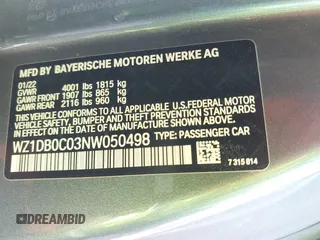 MFD BY BAYERISCHE MOTOREN WERKE AG
01/22
GVWR 4001 lbs 1815 kg
GAWR FRONT 1907 lbs 865 kg
GAWR REAR 2116 lbs 960 kg
THIS VEHICLE CONFORMS TO ALL APPLICABLE
U.S. FEDERAL MOTOR VEHICLE SAFETY,
BUMPER, AND THEFT PREVENTION STANDARDS
IN EFFECT ON THE DATE OF
MANUFACTURE SHOWN ABOVE.
WZ1DB0C03NW050498 TYPE: PASSENGER CAR
7 315 814
DREAMBID